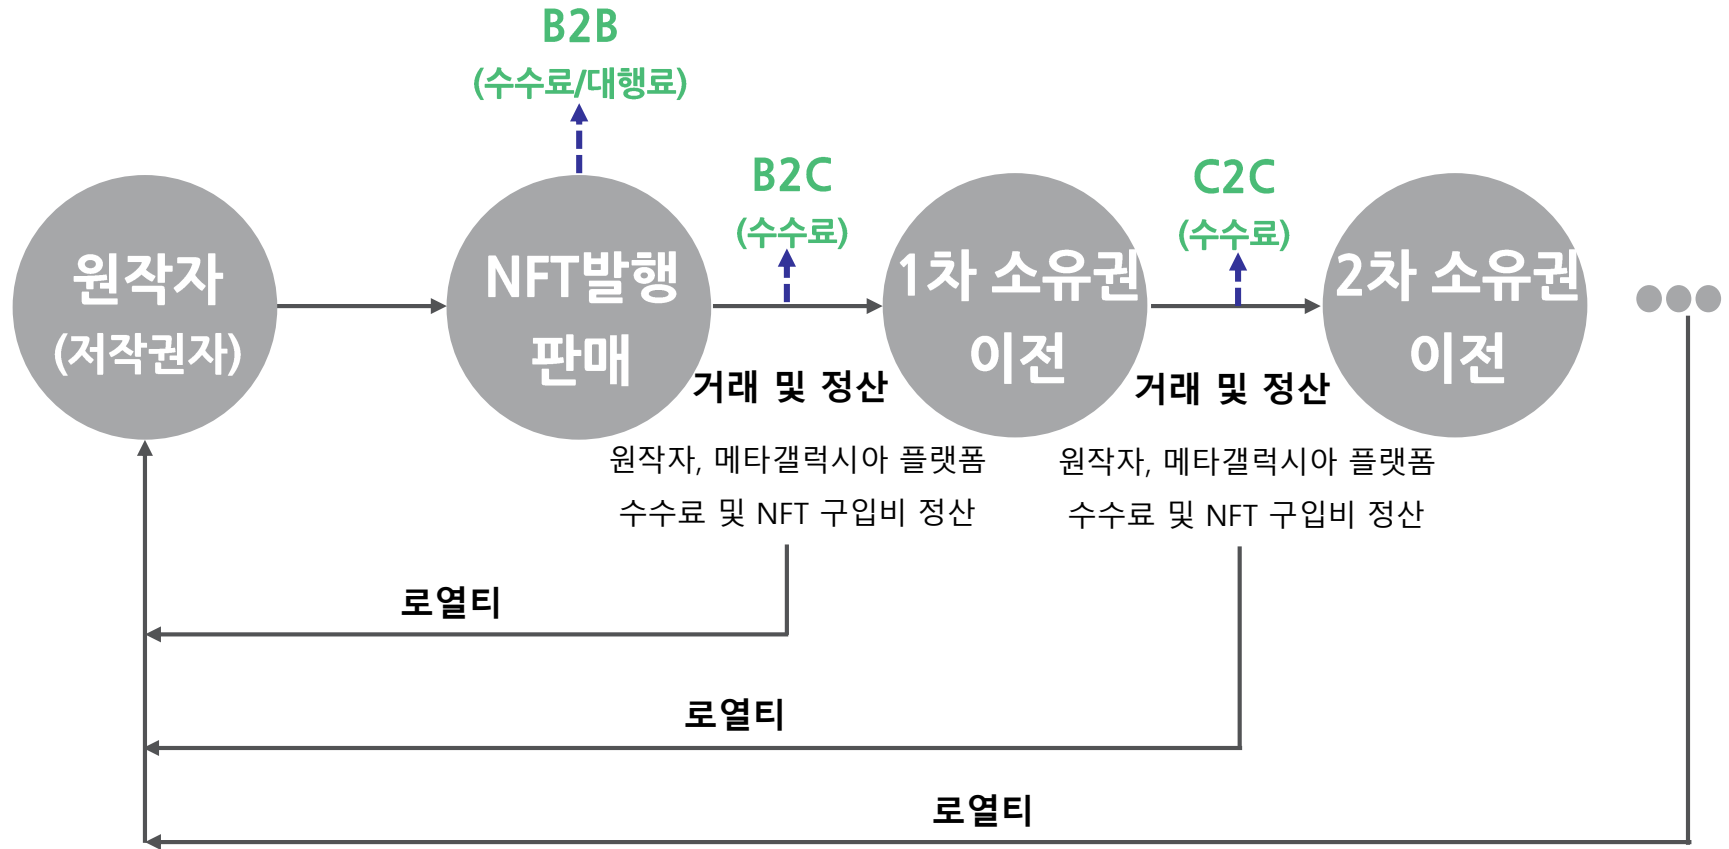 B2B
(수수료/대행료)
B2C
(수수료)
C2C
(수수료)
원작자
(저작권자)
NFT발행
판매
1차 소유권
이전
2차 소유권
이전
거래 및 정산
원작자, 메타갤럭시아 플랫폼
수수료 및 NFT 구입비 정산
거래 및 정산
원작자, 메타갤럭시아 플랫폼
수수료 및 NFT 구입비 정산
로열티
로열티
로열티